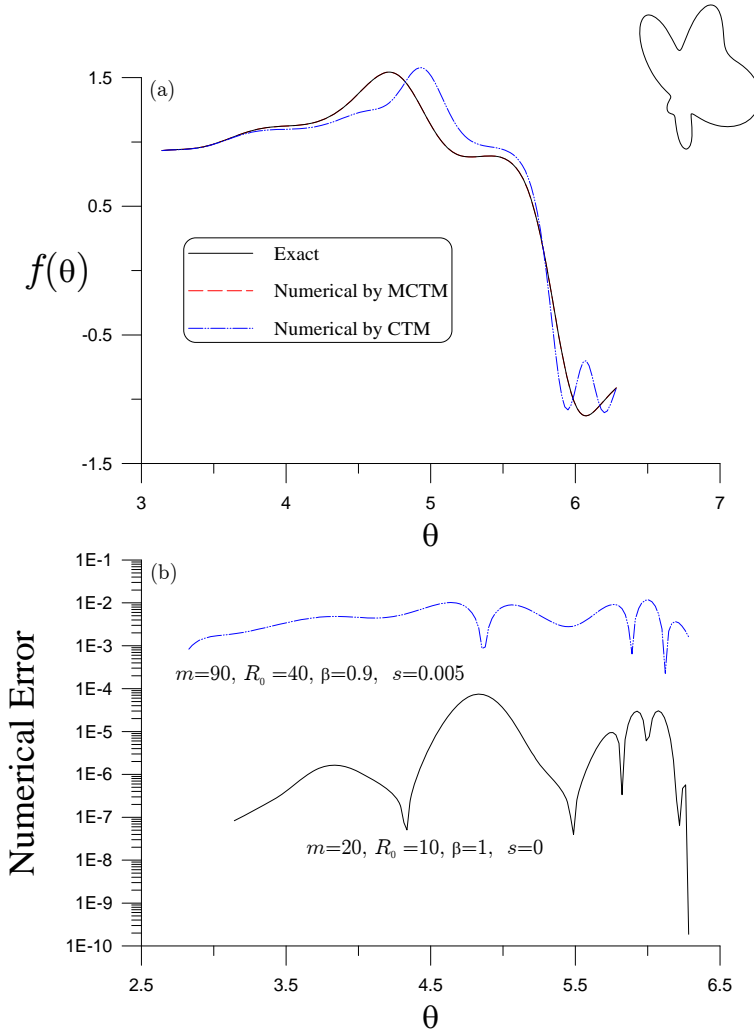 1.5
(a)
0.5
f(θ)
Exact
Numerical by MCTM
Numerical by CTM
-0.5
-1.5
3 4 5 6 7
θ
1E-1
(b)
1E-2
1E-3
m=90, R₀ =40, β=0.9, s=0.005
1E-4
1E-5
Numerical Error
1E-6
1E-7
m=20, R₀ =10, β=1, s=0
1E-8
1E-9
1E-10
2.5 4.5 5.5 6.5
θ